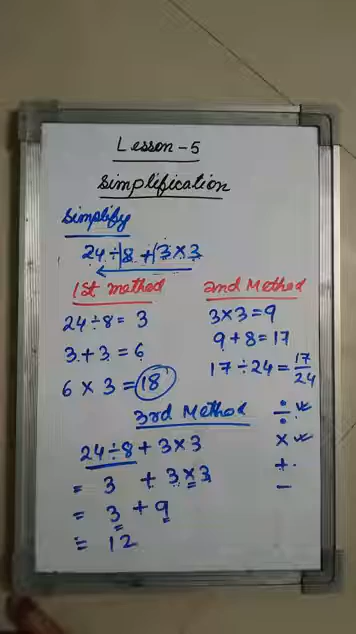 Lesson-5
Simplification
Simplify
24÷8+3×3
1st method
24÷8=3
3+3=6
6×3=18
2nd Method
3×3=9
9+8=17
17÷24=17/24
3rd Method
24÷8+3×3
=3+3×3
=3+9
=12
÷
×
+
-